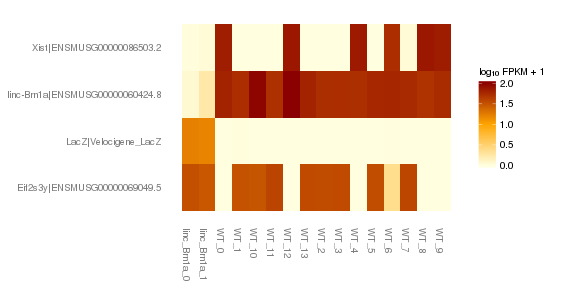 Xist|ENSMUSG00000086503.2
linc-Brn1a|ENSMUSG00000060424.8
LacZ|Velocigene_LacZ
Eif2s3y|ENSMUSG00000069049.5
linc_Brn1a_0
linc_Brn1a_1
WT_0
WT_1
WT_10
WT_11
WT_12
WT_13
WT_2
WT_3
WT_4
WT_5
WT_6
WT_7
WT_8
WT_9
log₁₀ FPKM + 1
2.0
1.5
1.0
0.5
0.0